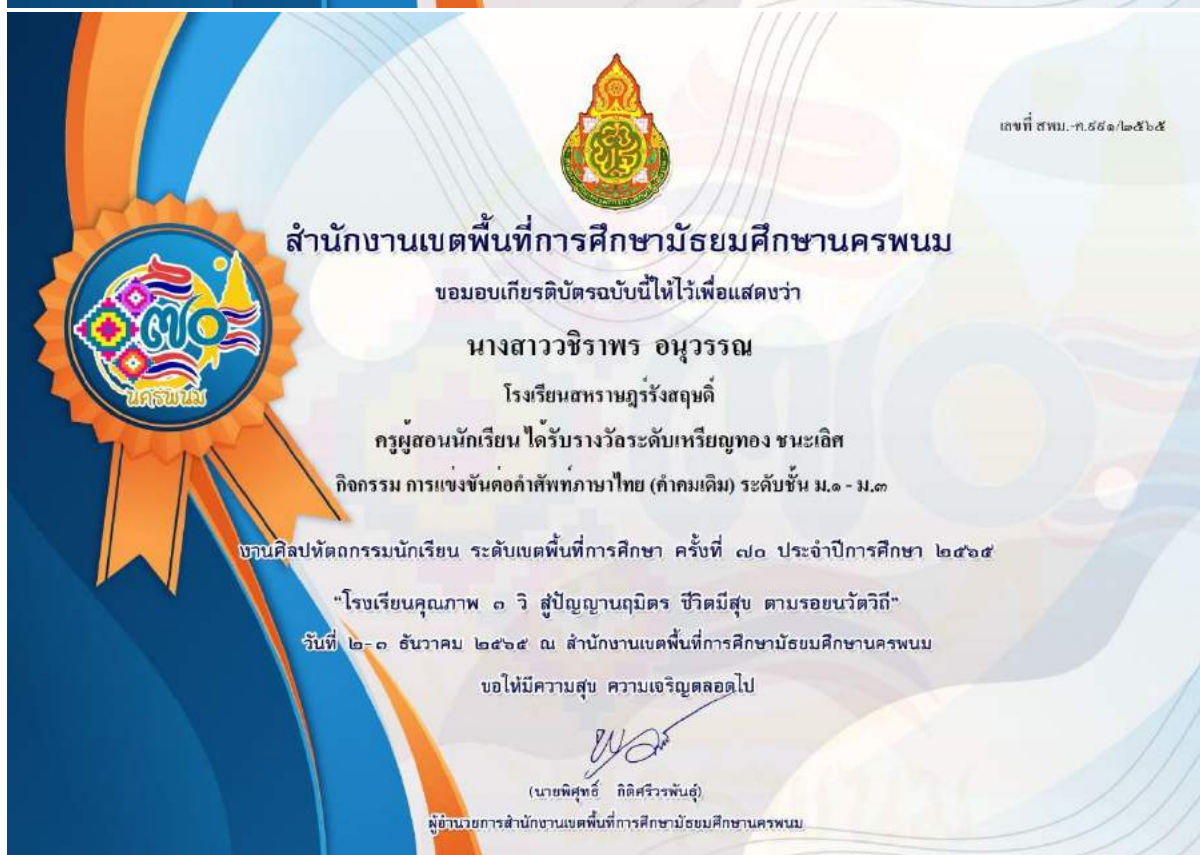 เลขที่ สพม.-ค.๕๕๑/๒๕๖๕
สำนักงานเขตพื้นที่การศึกษามัธยมศึกษานครพนม
ขอมอบเกียรติบัตรฉบับนี้ให้ไว้เพื่อแสดงว่า
นางสาววชิราพร อนุวรรณ
โรงเรียนสหราษฎร์รังสฤษดิ์
ครูผู้สอนนักเรียน ได้รับรางวัลระดับเหรียญทอง ชนะเลิศ
กิจกรรม การแข่งขันต่อคำศัพท์ภาษาไทย (คำคมเดิม) ระดับชั้น ม.๑ - ม.๓
งานศิลปหัตถกรรมนักเรียน ระดับเขตพื้นที่การศึกษา ครั้งที่ ๗๐ ประจำปีการศึกษา ๒๕๖๕
"โรงเรียนคุณภาพ ๓ วิ สู่ปัญญานฤมิตร ชีวิตมีสุข ตามรอยนวัตวิถี"
วันที่ ๒-๓ ธันวาคม ๒๕๖๕ ณ สำนักงานเขตพื้นที่การศึกษามัธยมศึกษานครพนม
ขอให้มีความสุข ความเจริญตลอดไป
(นายพิศุทธิ์ กิติศรีวรพันธุ์)
ผู้อำนวยการสำนักงานเขตพื้นที่การศึกษามัธยมศึกษานครพนม
๗๐
นครพนม